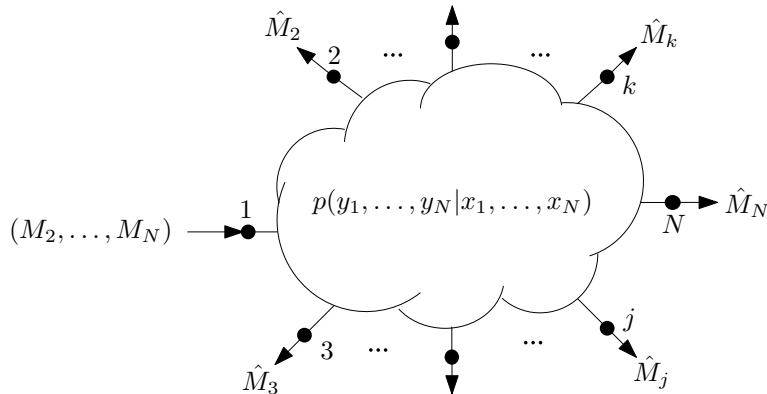 M̂_2
2
...
...
M̂_k
k
1
p(y_1, . . . , y_N|x_1, . . . , x_N)
(M_2, . . . , M_N)
M̂_N
N
3
...
...
j
M̂_3
M̂_j